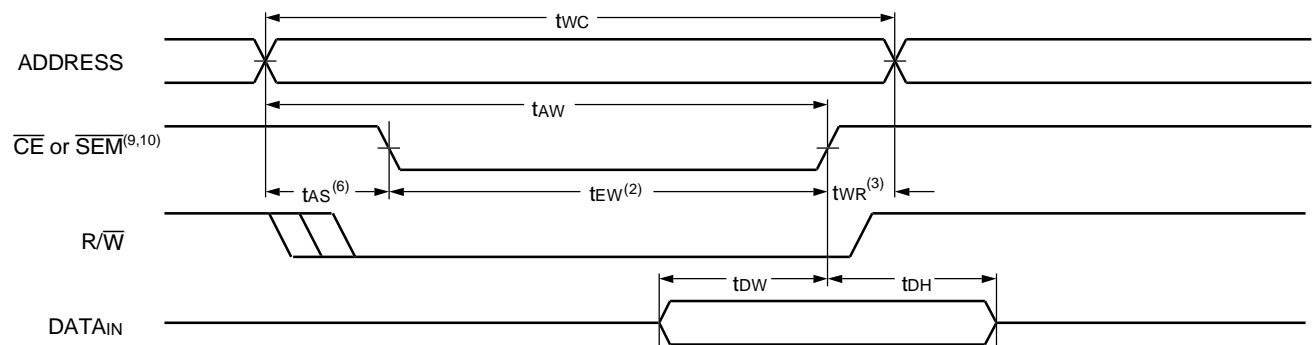 tWC
ADDRESS
tAW
CE or SEM(9,10)
tAS(6)
tEW(2)
tWR(3)
R/W
tDW
tDH
DATAIN